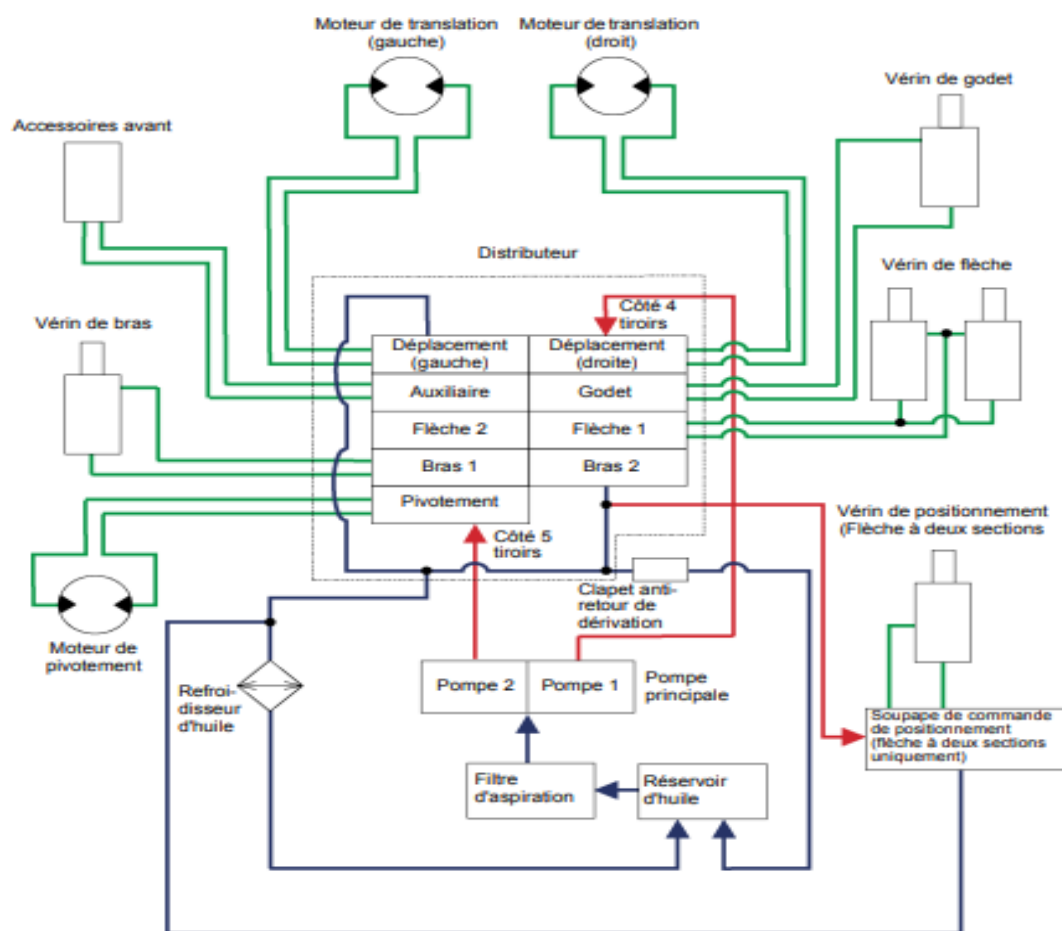 Moteur de translation
(gauche)
Moteur de translation
(droit)
Vérin de godet
Accessoires avant
Distributeur
Vérin de flèche
Vérin de bras
Côté 4
tiroirs
Déplacement
(gauche)
Déplacement
(droite)
Auxiliaire
Godet
Flèche 2
Flèche 1
Bras 1
Bras 2
Pivotement
Côté 5
tiroirs
Vérin de positionnement
(Flèche à deux sections
Clapet anti-
retour de
dérivation
Moteur de
pivotement
Refroi-
disseur
d'huile
Pompe 2
Pompe 1
Pompe
principale
Soupape de commande
de positionnement
(flèche à deux sections
uniquement)
Filtre
d'aspiration
Réservoir
d'huile